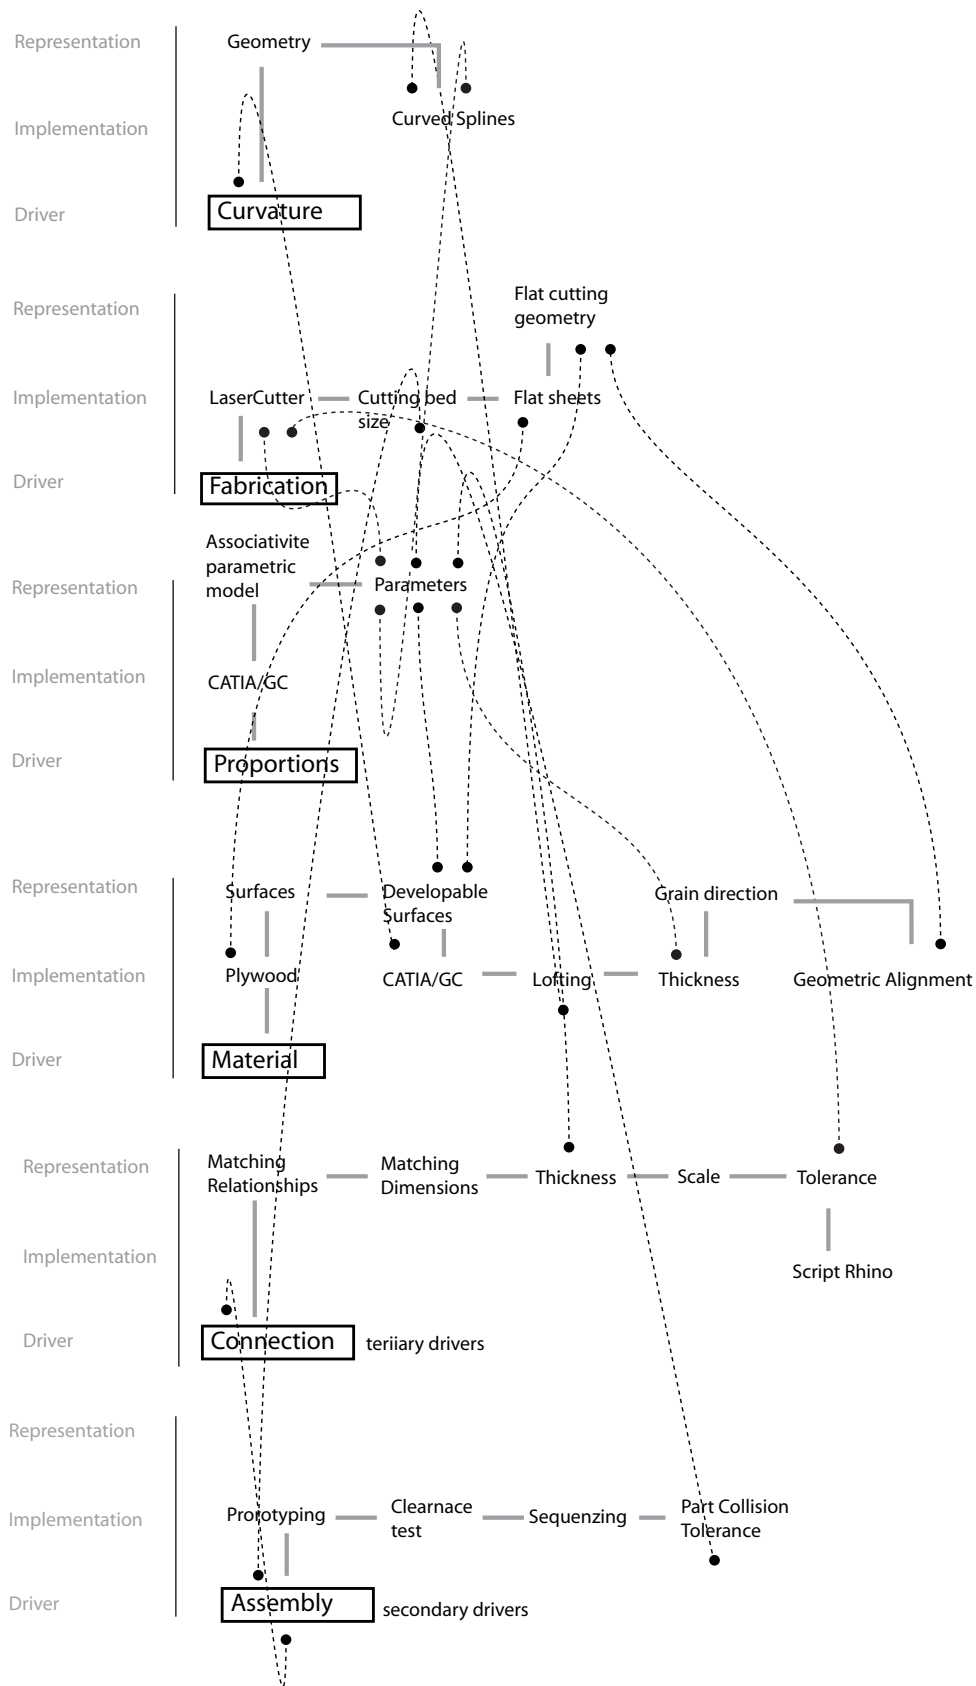 Representation
Geometry
Curved Splines
Implementation
Driver
Curvature
Representation
Flat cutting
geometry
Implementation
LaserCutter
Cutting bed
size
Flat sheets
Driver
Fabrication
Representation
Associativite
parametric
model
Parameters
Implementation
CATIA/GC
Driver
Proportions
Representation
Surfaces
Developable
Surfaces
Grain direction
Implementation
Plywood
CATIA/GC
Lofting
Thickness
Geometric Alignment
Driver
Material
Representation
Matching
Relationships
Matching
Dimensions
Thickness
Scale
Tolerance
Implementation
Script Rhino
Driver
Connection
teriiary drivers
Representation
Implementation
Prorotyping
Clearnace
test
Sequenzing
Part Collision
Tolerance
Driver
Assembly
secondary drivers